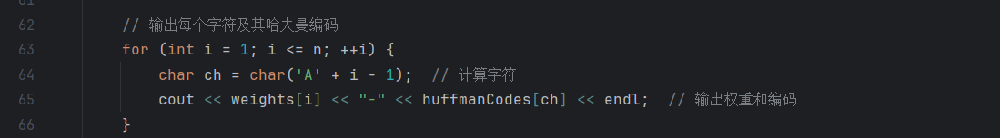 62 // 输出每个字符及其哈夫曼编码
63 for (int i = 1; i <= n; ++i) {
64 char ch = char('A' + i - 1); // 计算字符
65 cout << weights[i] << "-" << huffmanCodes[ch] << endl; // 输出权重和编码
66 }